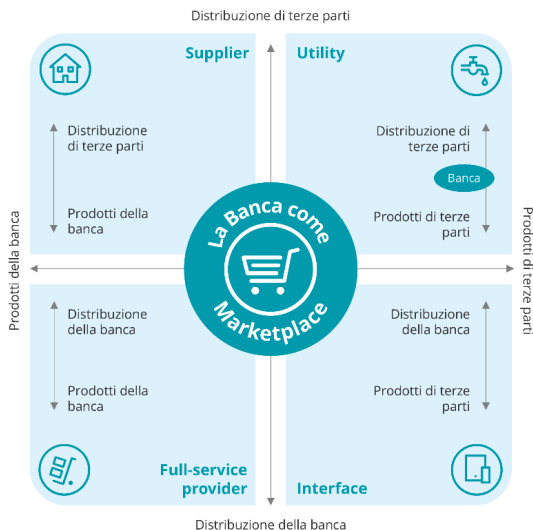 Distribuzione di terze parti
Supplier
Utility
Distribuzione
di terze parti
Prodotti della
banca
Distribuzione di
terze parti
Banca
Prodotti di terze
parti
Prodotti della banca
La Banca come
Marketplace
Prodotti di terze parti
Distribuzione
della banca
Prodotti della
banca
Distribuzione
della banca
Prodotti di terze
parti
Full-service
provider
Interface
Distribuzione della banca